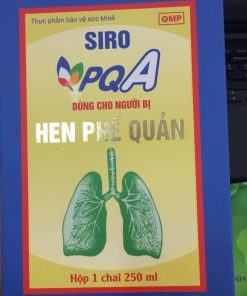 Thực phẩm bảo vệ sức khoẻ
GMP
SIRO
PQA
DÙNG CHO NGƯỜI BỊ
HEN PHẾ QUẢN
Hộp 1 chai 250 ml